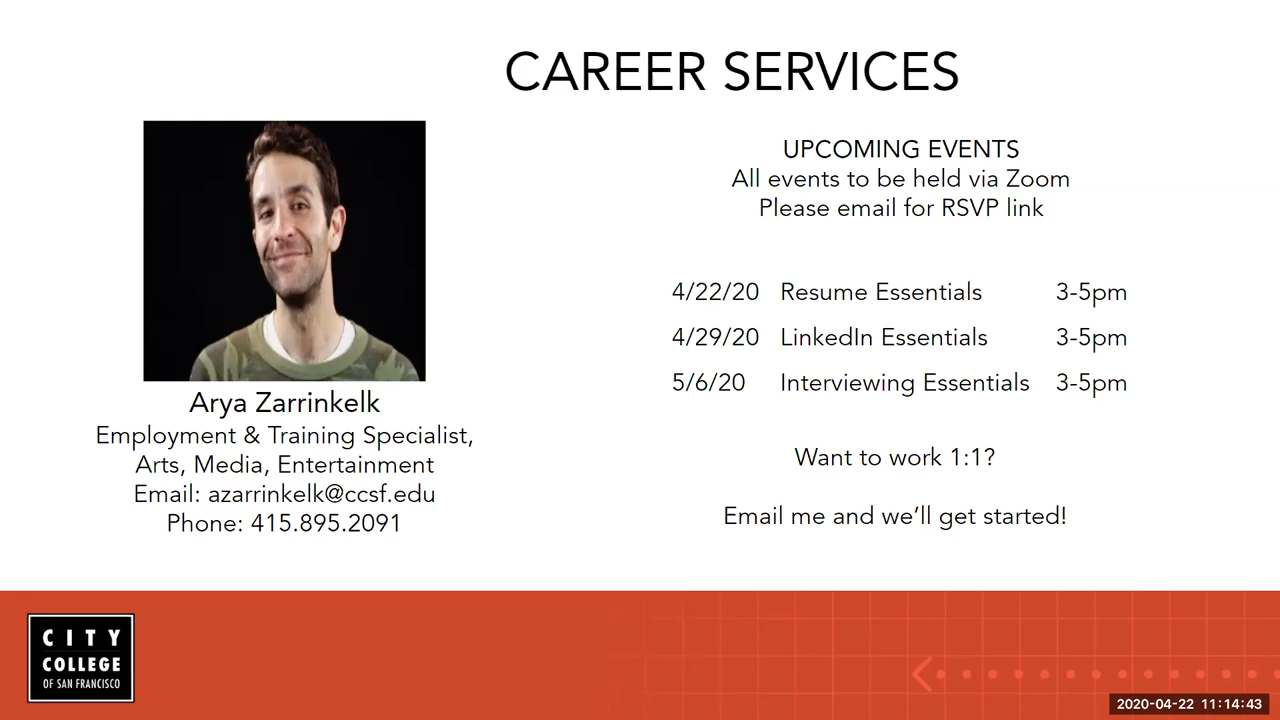 CAREER SERVICES
Arya Zarrinkelk
Employment & Training Specialist,
Arts, Media, Entertainment
Email: azarrinkelk@ccsf.edu
Phone: 415.895.2091
UPCOMING EVENTS
All events to be held via Zoom
Please email for RSVP link
4/22/20 Resume Essentials 3-5pm
4/29/20 LinkedIn Essentials 3-5pm
5/6/20 Interviewing Essentials 3-5pm
Want to work 1:1?
Email me and we’ll get started!
CITY
COLLEGE
OF SAN FRANCISCO
2020-04-22 11:14:43